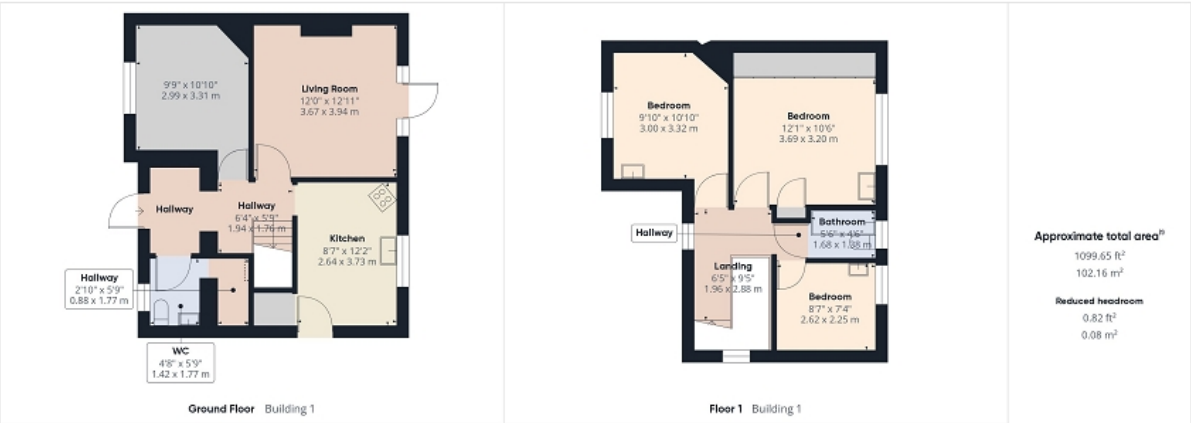 9'9" x 10'10"
2.99 x 3.31 m
Living Room
12'0" x 12'11"
3.67 x 3.94 m
Hallway
Hallway
6'4" x 5'9"
1.94 x 1.76 m
Kitchen
8'7" x 12'2"
2.64 x 3.73 m
Hallway
2'10" x 5'9"
0.88 x 1.77 m
WC
4'8" x 5'9"
1.42 x 1.77 m
Ground Floor Building 1
Bedroom
9'10" x 10'10"
3.00 x 3.32 m
Bedroom
12'1" x 10'6"
3.69 x 3.20 m
Hallway
Bathroom
5'6" x 4'6"
1.68 x 1.38 m
Landing
6'5" x 9'5"
1.96 x 2.88 m
Bedroom
8'7" x 7'4"
2.62 x 2.25 m
Floor 1 Building 1
Approximate total area⁽¹⁾
1099.65 ft²
102.16 m²
Reduced headroom
0.82 ft²
0.08 m²